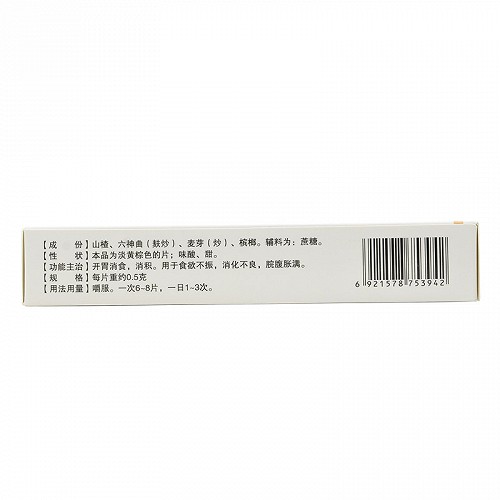 【成　份】山楂、六神曲（麸炒）、麦芽（炒）、槟榔。辅料为：蔗糖。
【性　状】本品为淡黄棕色的片；味酸、甜。
【功能主治】开胃消食，消积。用于食欲不振，消化不良，脘腹胀满。
【规　格】每片重约0.5克
【用法用量】嚼服。一次6~8片，一日1~3次。
6 921578 753942